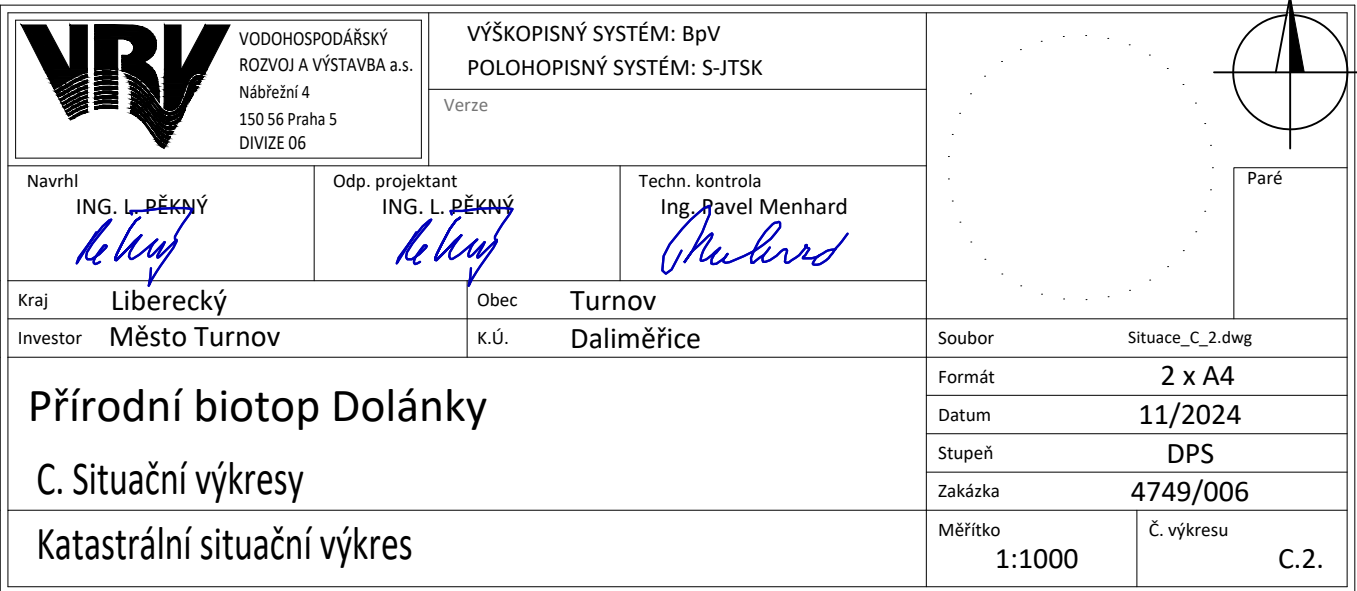 VRV
VODOHOSPODÁŘSKÝ
ROZVOJ A VÝSTAVBA a.s.
Nábřežní 4
150 56 Praha 5
DIVIZE 06
VÝŠKOPISNÝ SYSTÉM: BpV
POLOHOPISNÝ SYSTÉM: S-JTSK
Verze
Navrhl
ING. L. PĚKNÝ
Odp. projektant
ING. L. PĚKNÝ
Techn. kontrola
Ing. Pavel Menhard
Paré
Kraj Liberecký
Obec Turnov
Investor Město Turnov
K.Ú. Daliměřice
Soubor Situace_C_2.dwg
Formát 2 x A4
Datum 11/2024
Stupeň DPS
Zakázka 4749/006
Přírodní biotop Dolánky
C. Situační výkresy
Katastrální situační výkres
Měřítko
1:1000
Č. výkresu
C.2.